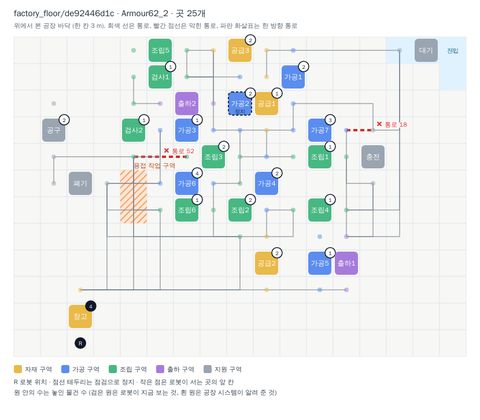 factory_floor/de92446d1c · Armour62_2 · 곳 25개
위에서 본 공장 바닥 (한 칸 3 m). 회색 선은 통로, 빨간 점선은 막힌 통로, 파란 화살표는 한 방향 통로
조립5
2
공급3
대기
진입
1
검사1
1
가공1
출하2
2
가공2
1
공급1
2
공구
검사2
1
가공3
3
가공7
✕ 통로 18
✕ 통로 52
2
조립3
1
조립1
충전
용접 작업 구역
폐기
4
가공6
2
가공4
1
조립6
2
조립2
1
조립4
2
공급2
1
가공5
출하1
4
창고
R
자재 구역
가공 구역
조립 구역
출하 구역
지원 구역
R 로봇 위치 · 점선 테두리는 점검으로 정지 · 작은 점은 로봇이 서는 곳의 앞 칸
원 안의 수는 놓인 물건 수 (검은 원은 로봇이 지금 보는 것, 흰 원은 공장 시스템이 알려 준 것)